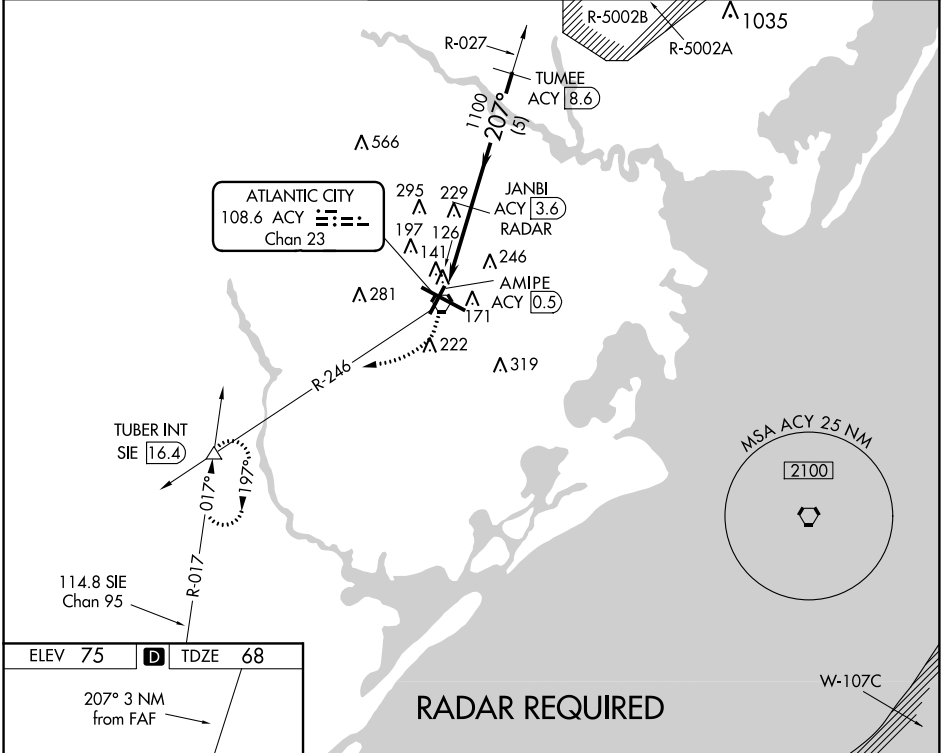 R-5002B
1035
R-027
R-5002A
TUMEE
ACY 8.6
1100
207°
(5)
566
ATLANTIC CITY
108.6 ACY
Chan 23
295
229
JANBI
ACY 3.6
RADAR
197
126
141
246
AMIPE
ACY 0.5
281
171
222
319
R-246
TUBER INT
SIE 16.4
017°
197°
MSA ACY 25 NM
2100
R-017
114.8 SIE
Chan 95
ELEV 75 D TDZE 68
207° 3 NM
from FAF
RADAR REQUIRED
W-107C